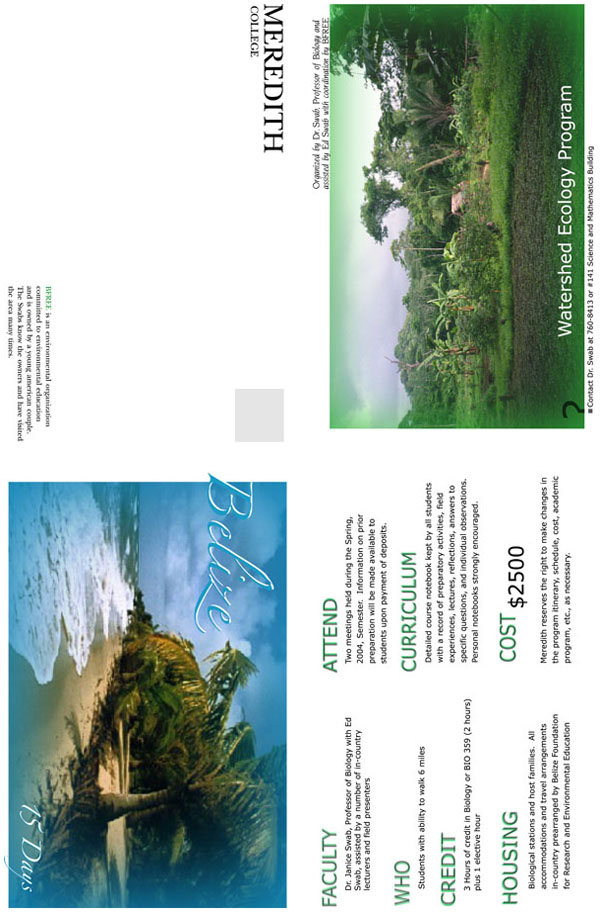 MEREDITH
COLLEGE
BFREE is an environmental organization
committed to environmental education
and is owned by a young american couple.
The Swabs know the owners and have visited
the area many times.
Belize
15 Days
Organized by Dr. Swab, Professor of Biology and
assisted by Ed Swab with coordination by BFREE
Watershed Ecology Program
?
■ Contact Dr. Swab at 760-8413 or #141 Science and Mathematics Building
FACULTY
Dr. Janice Swab, Professor of Biology with Ed
Swab, assisted by a number of in-country
lecturers and field presenters
WHO
Students with ability to walk 6 miles
CREDIT
3 Hours of credit in Biology or BIO 359 (2 hours)
plus 1 elective hour
HOUSING
Biological stations and host families. All
accommodations and travel arrangements
in-country prearranged by Belize Foundation
for Research and Environmental Education
ATTEND
Two meetings held during the Spring,
2004, Semester. Information on prior
preparation will be made available to
students upon payment of deposits.
CURRICULUM
Detailed course notebook kept by all students
with a record of preparatory activities, field
experiences, lectures, reflections, answers to
specific questions, and individual observations.
Personal notebooks strongly encouraged.
COST $2500
Meredith reserves the right to make changes in
the program itinerary, schedule, cost, academic
program, etc., as necessary.